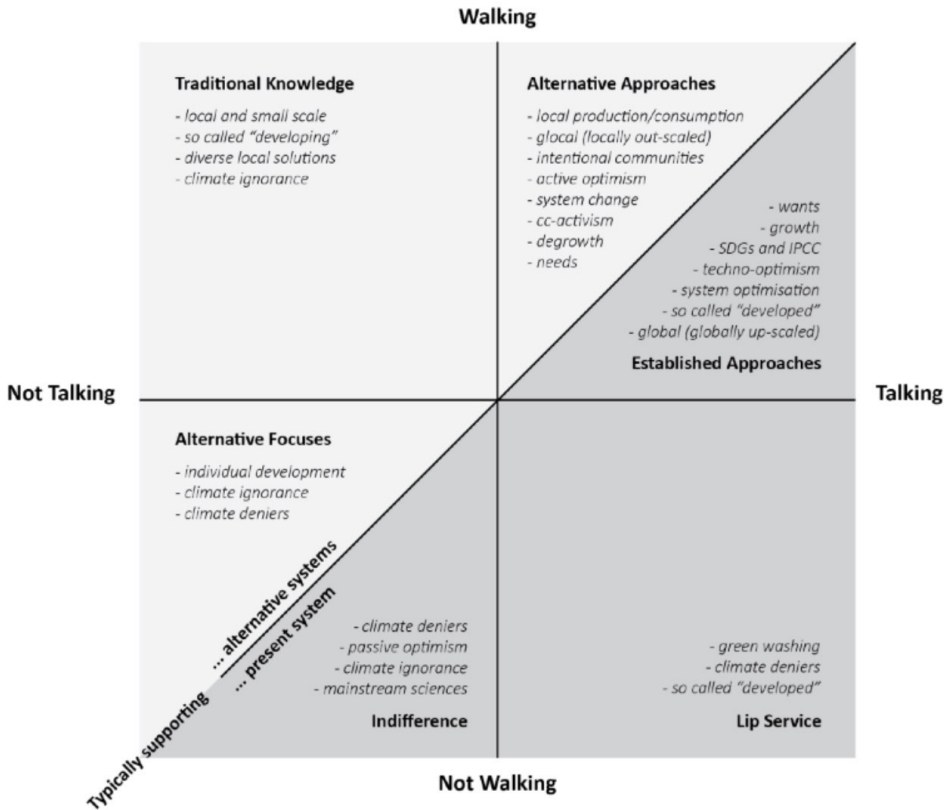 Walking
Traditional Knowledge
- local and small scale
- so called “developing”
- diverse local solutions
- climate ignorance
Alternative Approaches
- local production/consumption
- glocal (locally out-scaled)
- intentional communities
- active optimism
- system change
- cc-activism
- degrowth
- needs
- wants
- growth
- SDGs and IPCC
- techno-optimism
- system optimisation
- so called “developed”
- global (globally up-scaled)
Established Approaches
Not Talking
Talking
Alternative Focuses
- individual development
- climate ignorance
- climate deniers
... alternative systems
... present system
Typically supporting
- climate deniers
- passive optimism
- climate ignorance
- mainstream sciences
Indifference
- green washing
- climate deniers
- so called “developed”
Lip Service
Not Walking